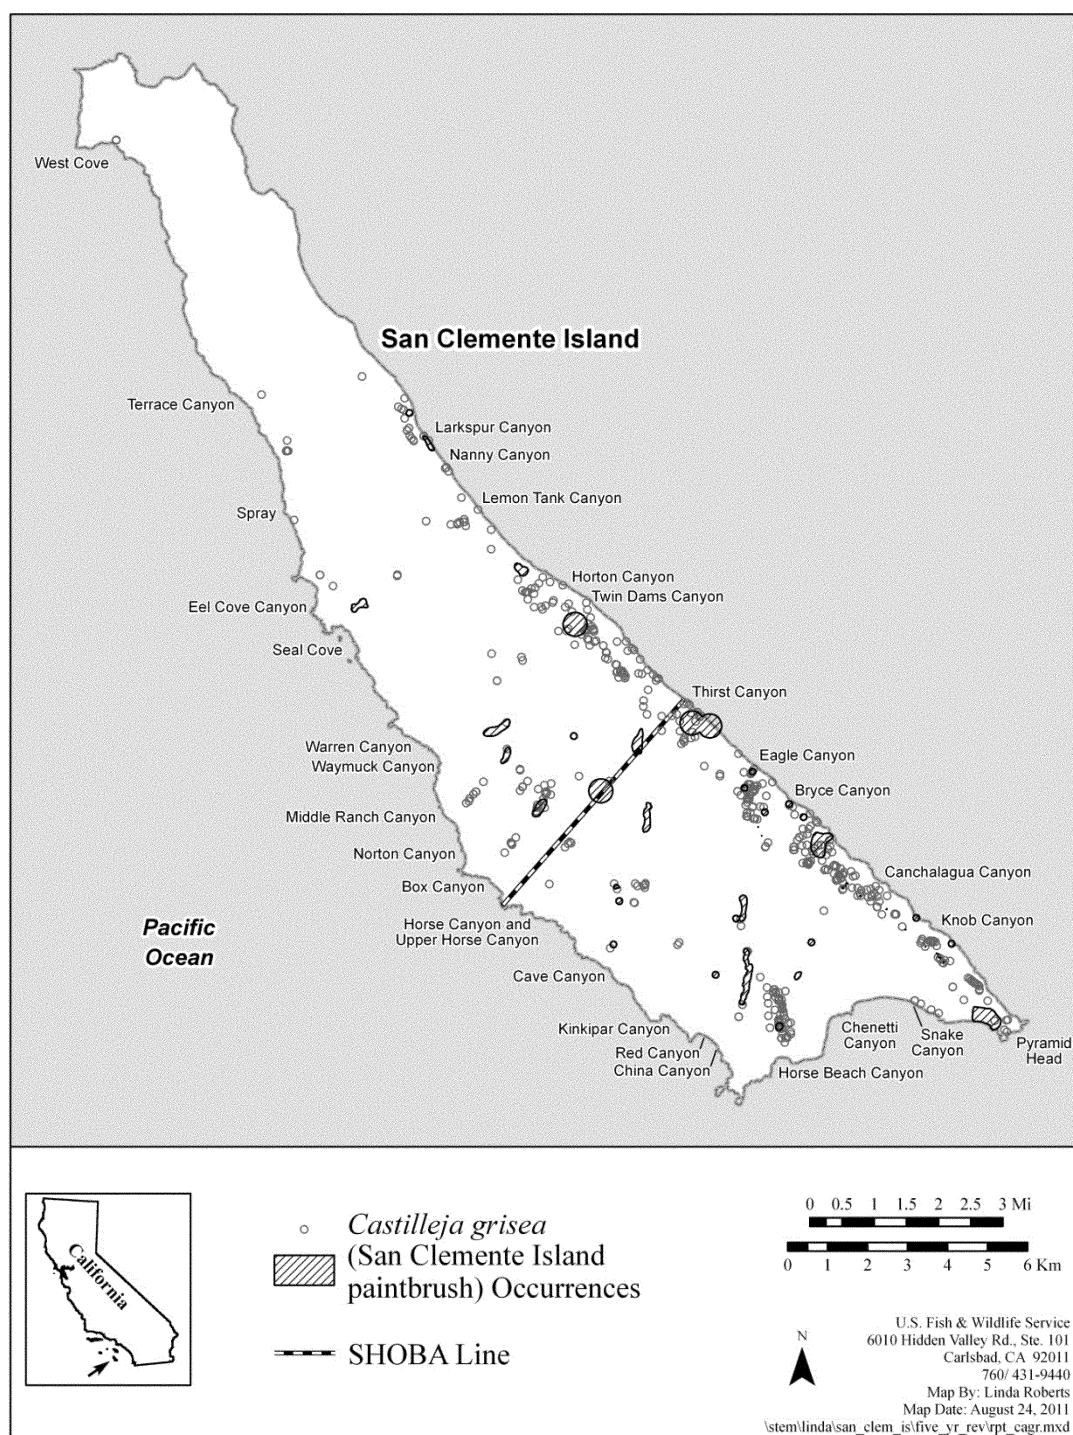 West Cove
San Clemente Island
Terrace Canyon
Larkspur Canyon
Nanny Canyon
Lemon Tank Canyon
Spray
Horton Canyon
Twin Dams Canyon
Eel Cove Canyon
Seal Cove
Thirst Canyon
Warren Canyon
Waymuck Canyon
Eagle Canyon
Bryce Canyon
Middle Ranch Canyon
Norton Canyon
Canchalagua Canyon
Box Canyon
Horse Canyon and
Upper Horse Canyon
Knob Canyon
Pacific
Ocean
Cave Canyon
Kinkipar Canyon
Red Canyon
China Canyon
Chenetti
Canyon
Snake
Canyon
Pyramid
Head
Horse Beach Canyon
California
Castilleja grisea
(San Clemente Island
paintbrush) Occurrences
SHOBA Line
0 0.5 1 1.5 2 2.5 3 Mi
0 1 2 3 4 5 6 Km
N
U.S. Fish & Wildlife Service
6010 Hidden Valley Rd., Ste. 101
Carlsbad, CA 92011
760/ 431-9440
Map By: Linda Roberts
Map Date: August 24, 2011
\stem\linda\san_clem_is\five_yr_rev\rpt_cagr.mxd